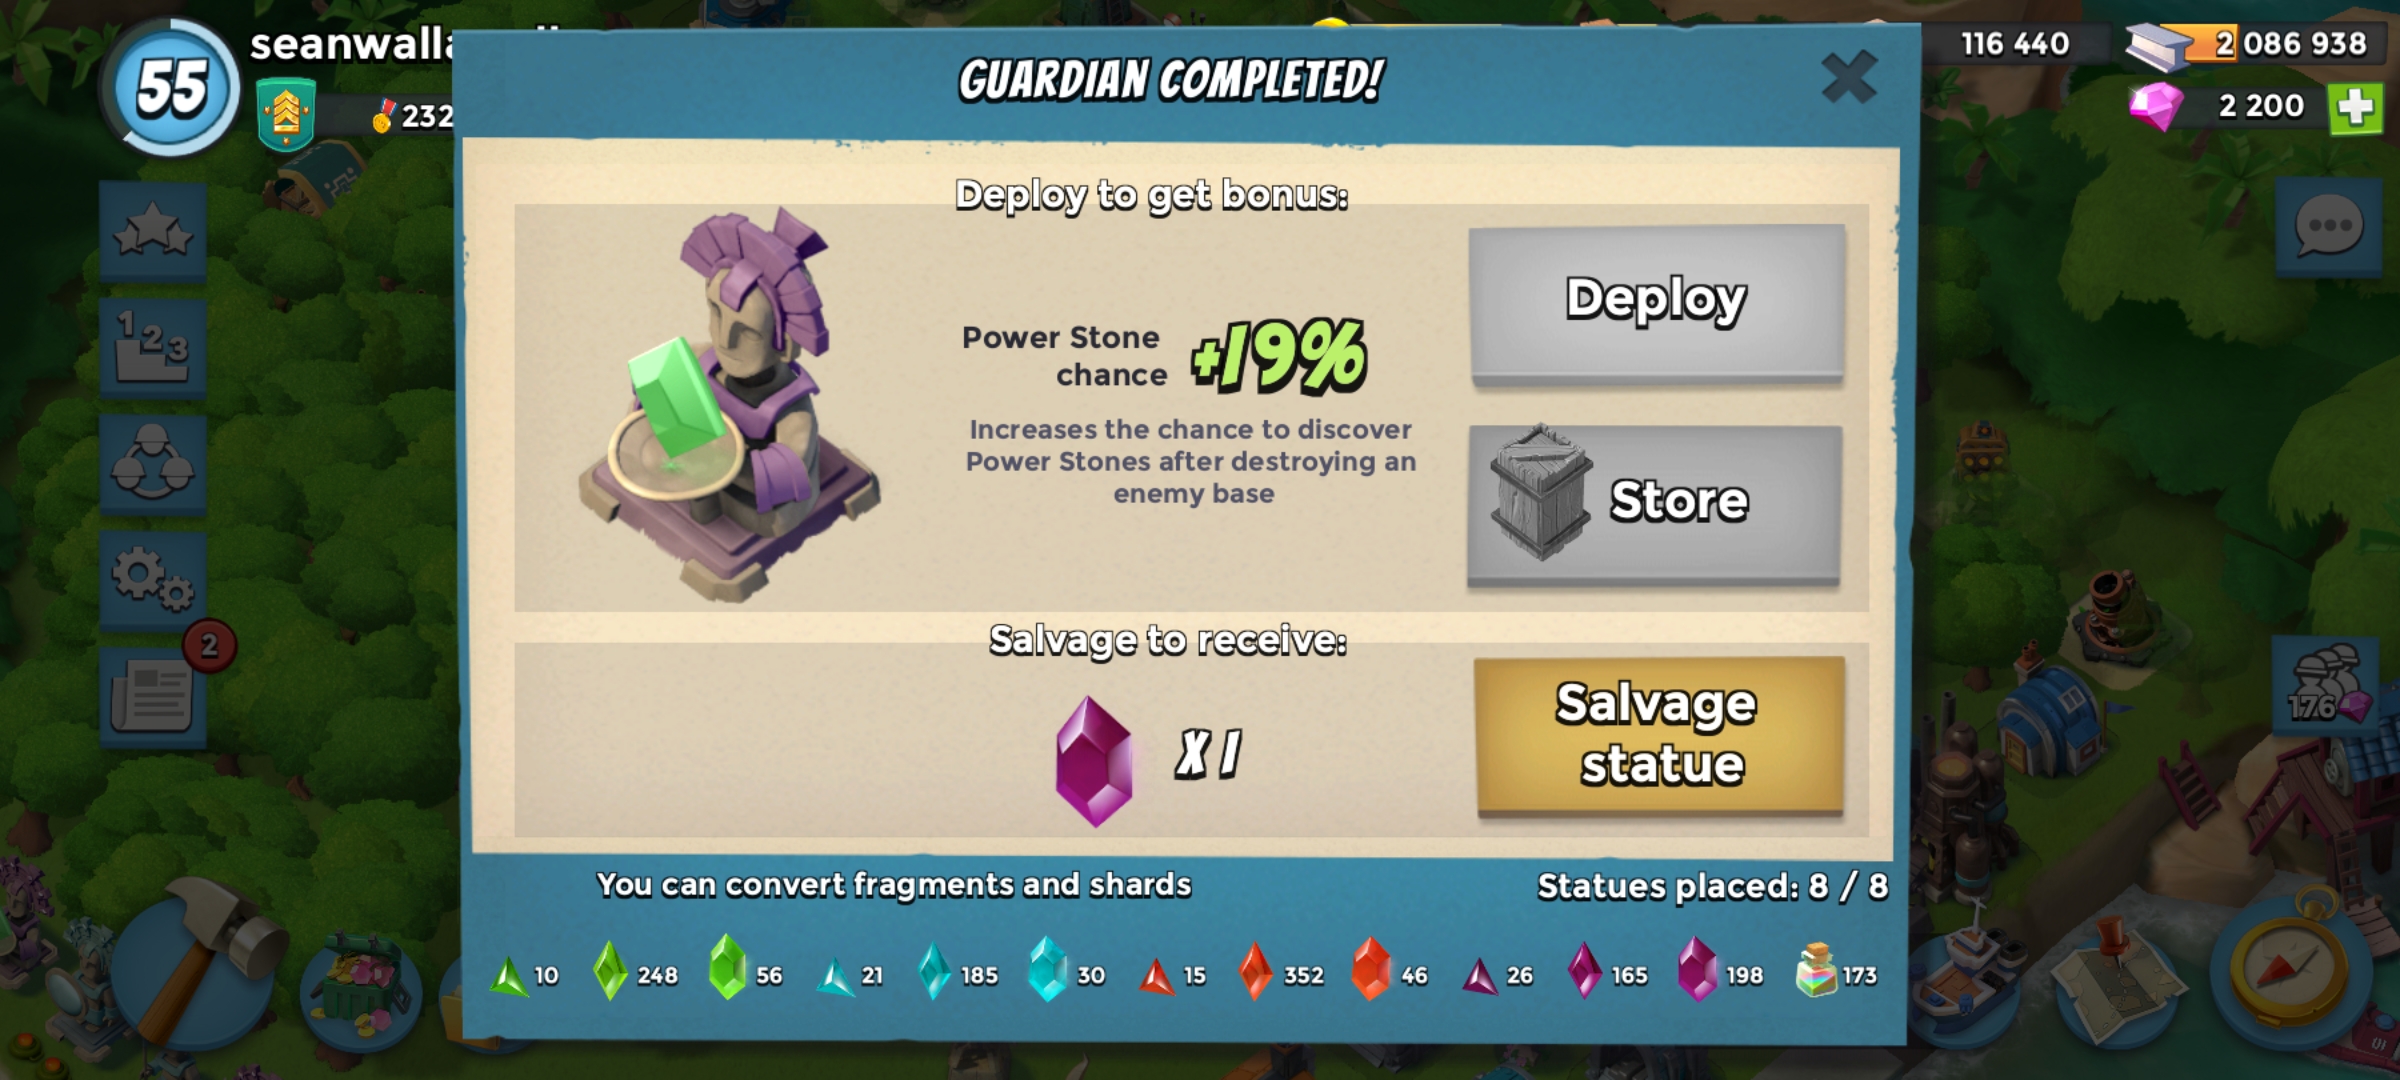 55
232
GUARDIAN COMPLETED!
116 440
2 086 938
2 200
Deploy to get bonus:
Power Stone
chance
+19%
Increases the chance to discover
Power Stones after destroying an
enemy base
Deploy
Store
1 2 3
2
Salvage to receive:
X 1
Salvage
statue
176
You can convert fragments and shards
Statues placed: 8 / 8
10 248 56 21 185 30 15 352 46 26 165 198 173